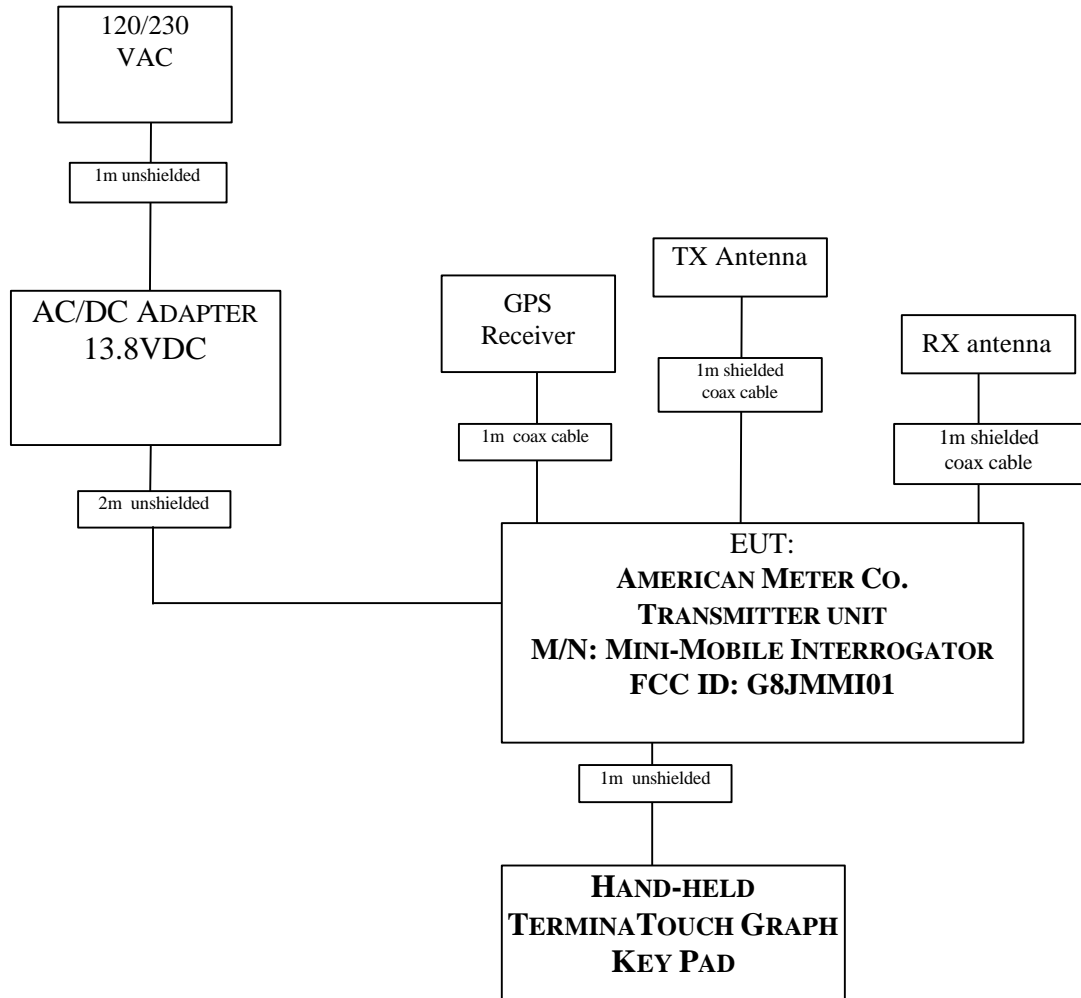 120/230
VAC
1m unshielded
AC/DC ADAPTER
13.8VDC
2m unshielded
GPS
Receiver
1m coax cable
TX Antenna
1m shielded
coax cable
RX antenna
1m shielded
coax cable
EUT:
AMERICAN METER CO.
TRANSMITTER UNIT
M/N: MINI-MOBILE INTERROGATOR
FCC ID: G8JMMI01
1m unshielded
HAND-HELD
TERMINATOUCH GRAPH
KEY PAD